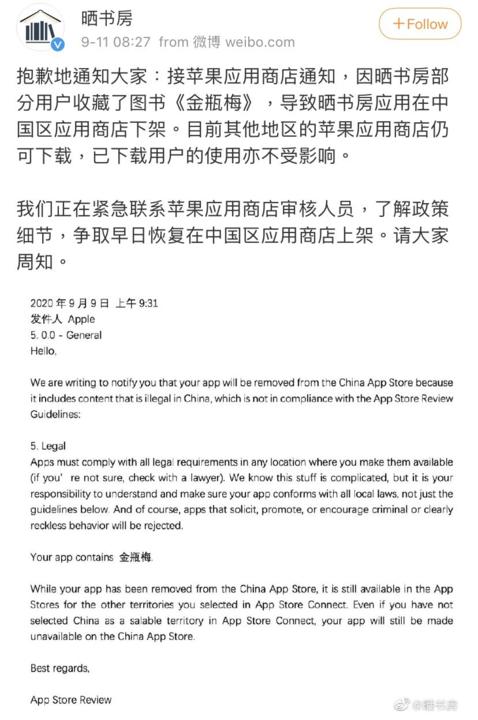 晒书房
+Follow
9-11 08:27 from 微博 weibo.com
抱歉地通知大家：接苹果应用商店通知，因晒书房部
分用户收藏了图书《金瓶梅》，导致晒书房应用在中
国区应用商店下架。目前其他地区的苹果应用商店仍
可下载，已下载用户的使用亦不受影响。
我们正在紧急联系苹果应用商店审核人员，了解政策
细节，争取早日恢复在中国区应用商店上架。请大家
周知。
2020 年 9 月 9 日 上午 9:31
发件人 Apple
5. 0.0 - General
Hello,
We are writing to notify you that your app will be removed from the China App Store because
it includes content that is illegal in China, which is not in compliance with the App Store Review
Guidelines:
5. Legal
Apps must comply with all legal requirements in any location where you make them available
(if you're not sure, check with a lawyer). We know this stuff is complicated, but it is your
responsibility to understand and make sure your app conforms with all local laws, not just the
guidelines below. And of course, apps that solicit, promote, or encourage criminal or clearly
reckless behavior will be rejected.
Your app contains 金瓶梅.
While your app has been removed from the China App Store, it is still available in the App
Stores for the other territories you selected in App Store Connect. Even if you have not
selected China as a salable territory in App Store Connect, your app will still be made
unavailable on the China App Store.
Best regards,
App Store Review
@晒书房